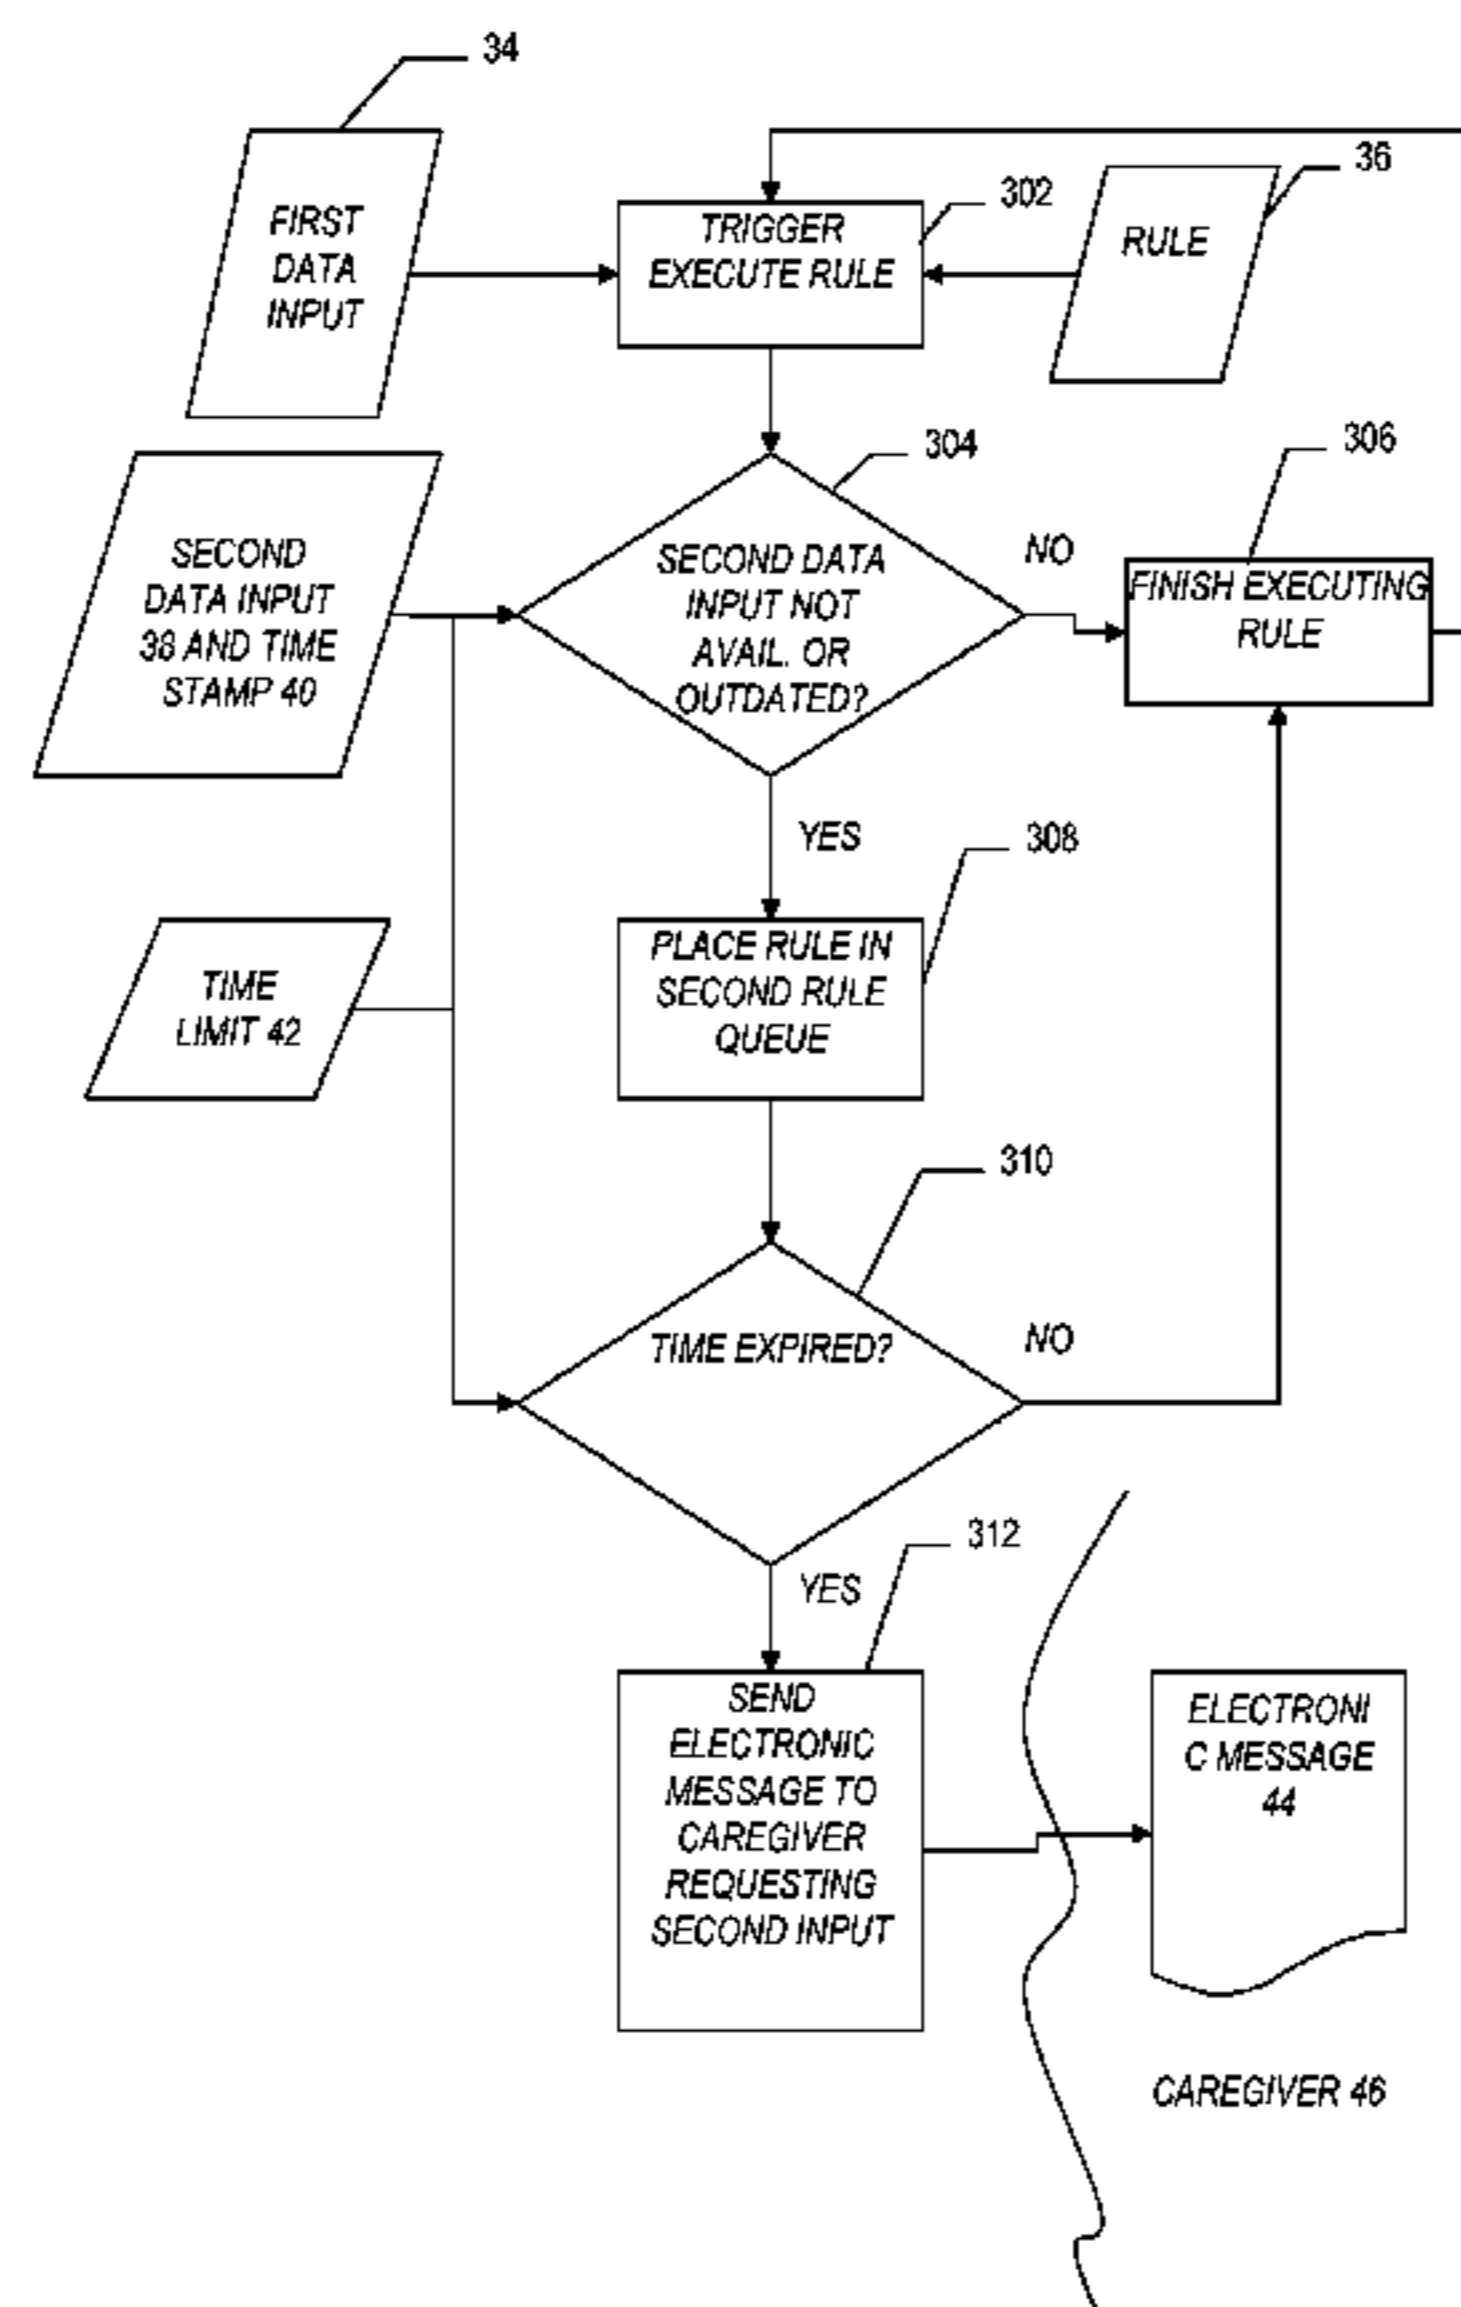 34
FIRST
DATA
INPUT
TRIGGER
EXECUTE RULE
302
RULE
36
SECOND
DATA INPUT
38 AND TIME
STAMP 40
304
SECOND DATA
INPUT NOT
AVAIL. OR
OUTDATED?
NO
306
FINISH EXECUTING
RULE
YES
308
PLACE RULE IN
SECOND RULE
QUEUE
TIME
LIMIT 42
310
TIME EXPIRED?
NO
YES
312
SEND
ELECTRONIC
MESSAGE TO
CAREGIVER
REQUESTING
SECOND INPUT
ELECTRONI
C MESSAGE
44
CAREGIVER 46